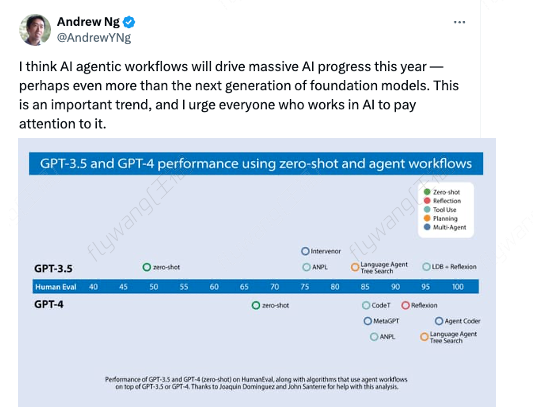 Andrew Ng
@AndrewYNg
I think AI agentic workflows will drive massive AI progress this year —
perhaps even more than the next generation of foundation models. This
is an important trend, and I urge everyone who works in AI to pay
attention to it.
GPT-3.5 and GPT-4 performance using zero-shot and agent workflows
Zero-shot
Reflection
Tool Use
Planning
Multi-Agent
Intervenor
GPT-3.5
zero-shot
ANPL
Language Agent
Tree Search
LDB + Reflexion
Human Eval 40 45 50 55 60 65 70 75 80 85 90 95 100
GPT-4
zero-shot
CodeT
Reflexion
MetaGPT
Agent Coder
ANPL
Language Agent
Tree Search
Performance of GPT-3.5 and GPT-4 (zero-shot) on HumanEval, along with algorithms that use agent workflows
on top of GPT-3.5 or GPT-4. Thanks to Joaquin Dominguez and John Santerre for help with this analysis.